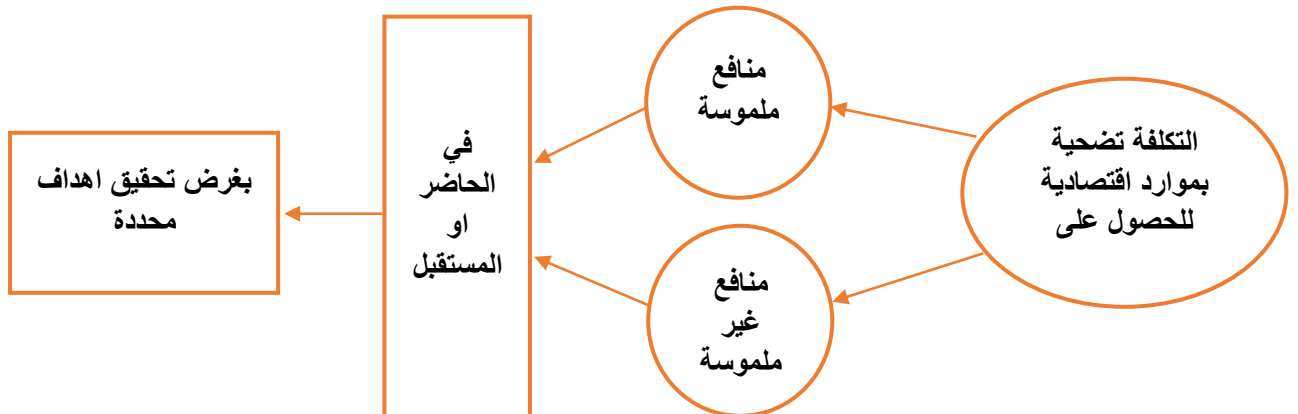 التكلفة تضحية
بموارد اقتصادية
للحصول على
منافع
ملموسة
منافع
غير
ملموسة
في
الحاضر
او
المستقبل
بغرض تحقيق اهداف
محددة